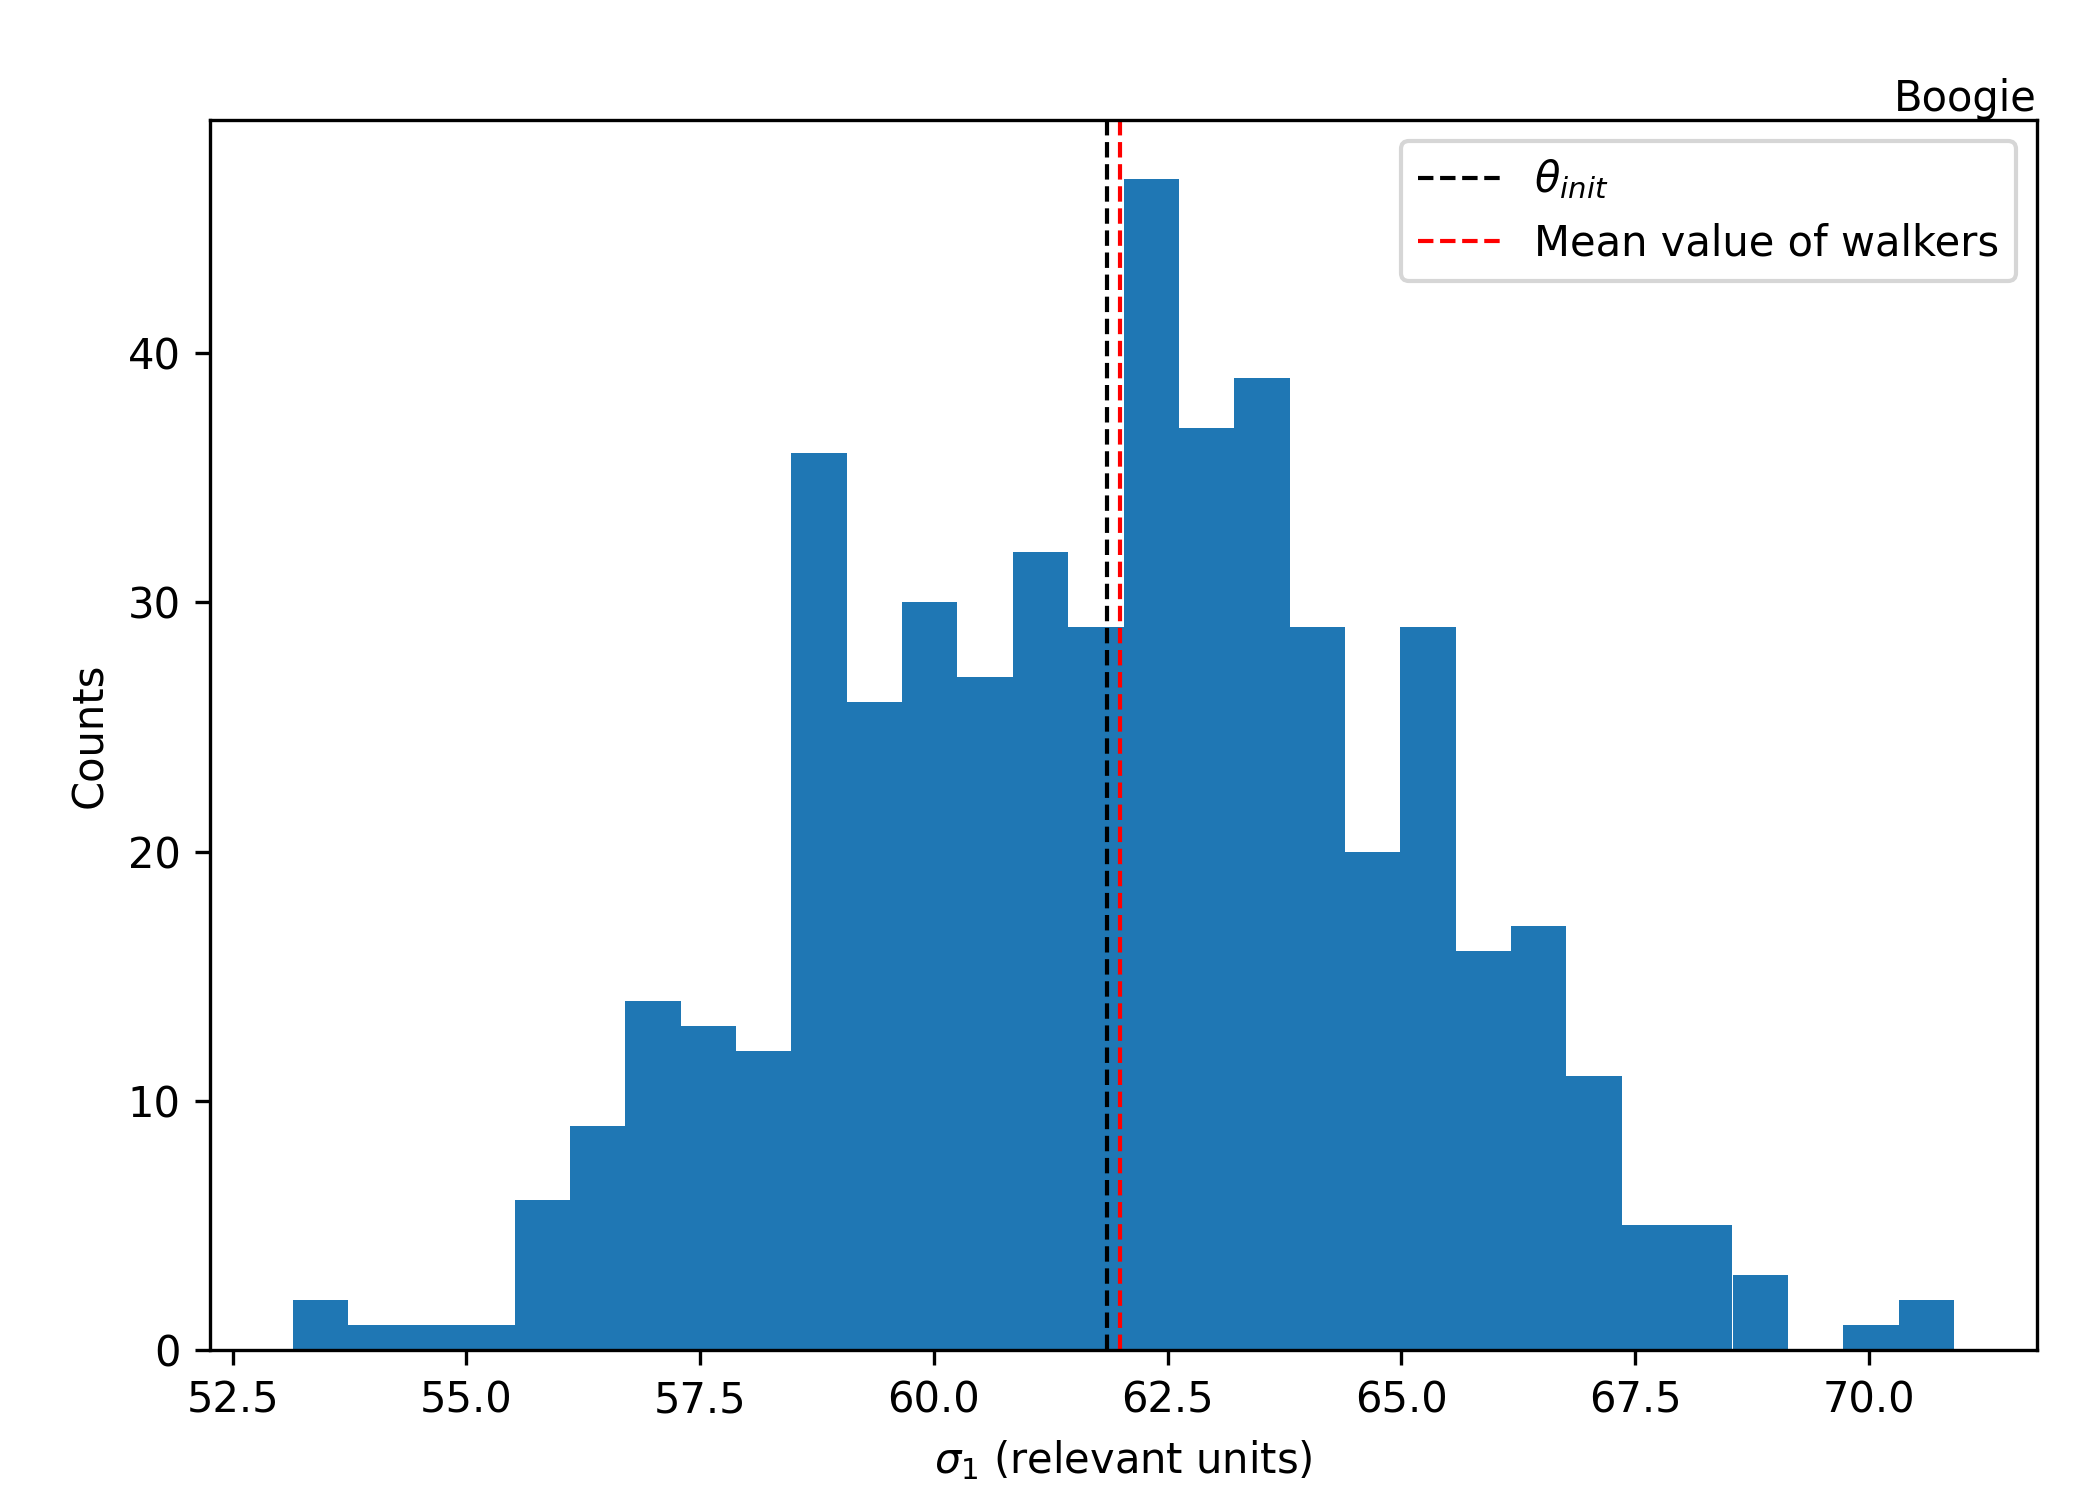 Boogie
θ_init
Mean value of walkers
Counts
40
30
20
10
0
52.5 55.0 57.5 60.0 62.5 65.0 67.5 70.0
σ₁ (relevant units)